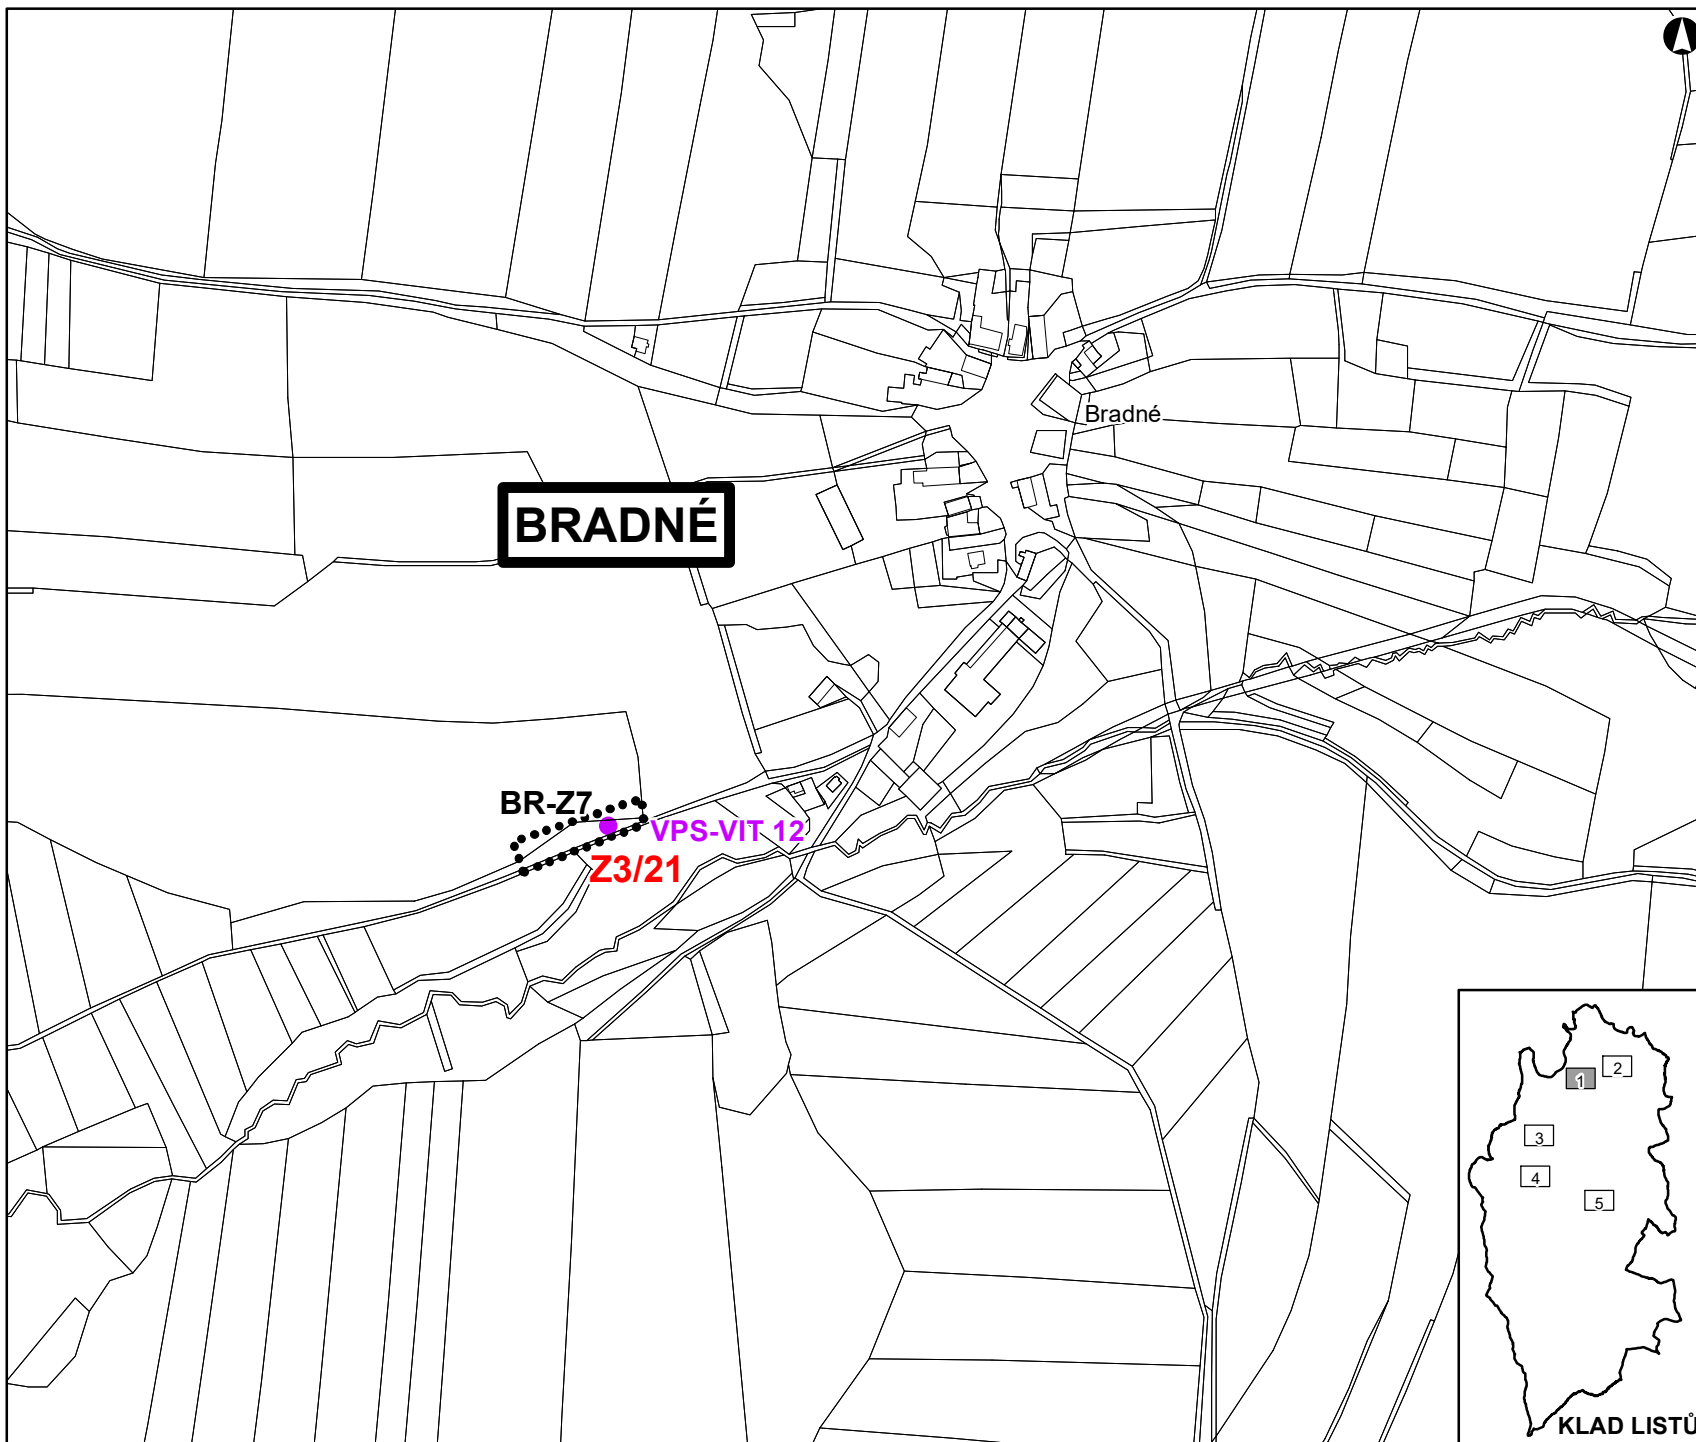 Bradné
BRADNÉ
BR-Z7
VPS-VIT 12
Z3/21
1
2
3
4
5
KLAD LISTŮ